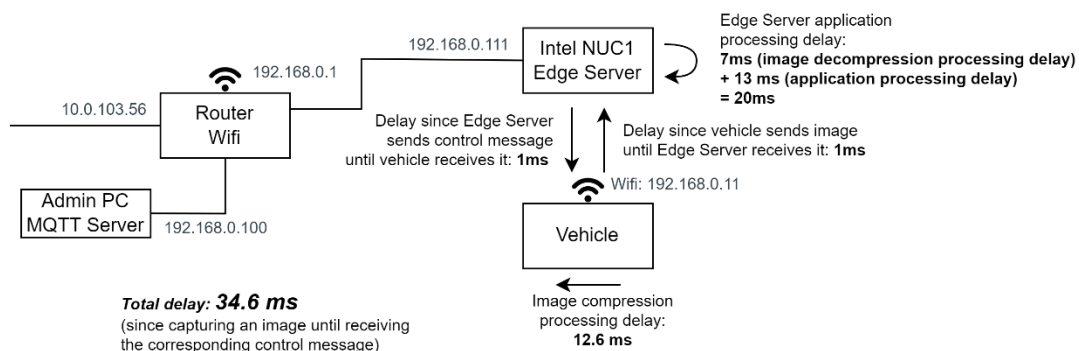 Edge Server application
processing delay:
7ms (image decompression processing delay)
+ 13 ms (application processing delay)
= 20ms
192.168.0.111
Intel NUC1
Edge Server
192.168.0.1
10.0.103.56
Router
Wifi
Delay since Edge Server
sends control message
until vehicle receives it: 1ms
Delay since vehicle sends image
until Edge Server receives it: 1ms
Admin PC
MQTT Server
192.168.0.100
Wifi: 192.168.0.11
Vehicle
Total delay: 34.6 ms
(since capturing an image until receiving
the corresponding control message)
Image compression
processing delay:
12.6 ms